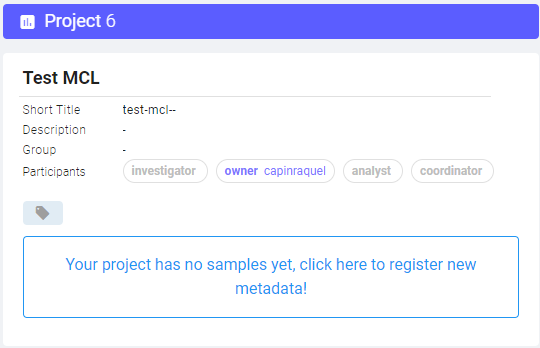 Project 6
Test MCL
Short Title test-mcl--
Description -
Group -
Participants investigator owner capinraquel analyst coordinator
Your project has no samples yet, click here to register new
metadata!